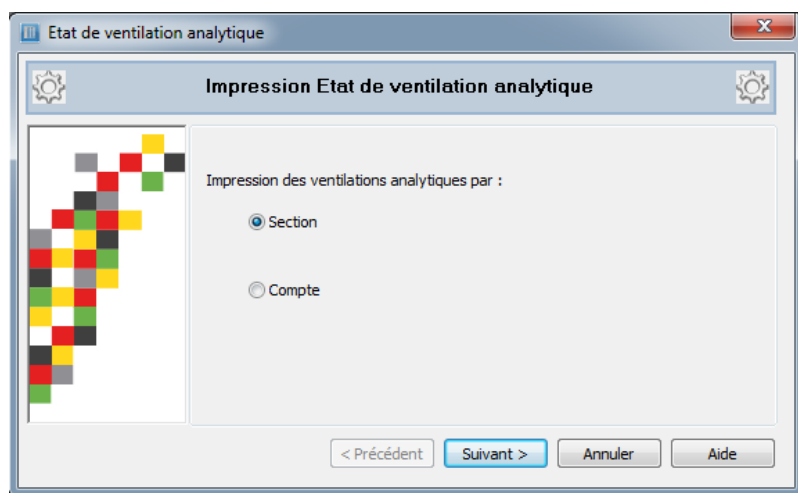 Etat de ventilation analytique
Impression Etat de ventilation analytique
Impression des ventilations analytiques par :
Section
Compte
< Précédent Suivant > Annuler Aide